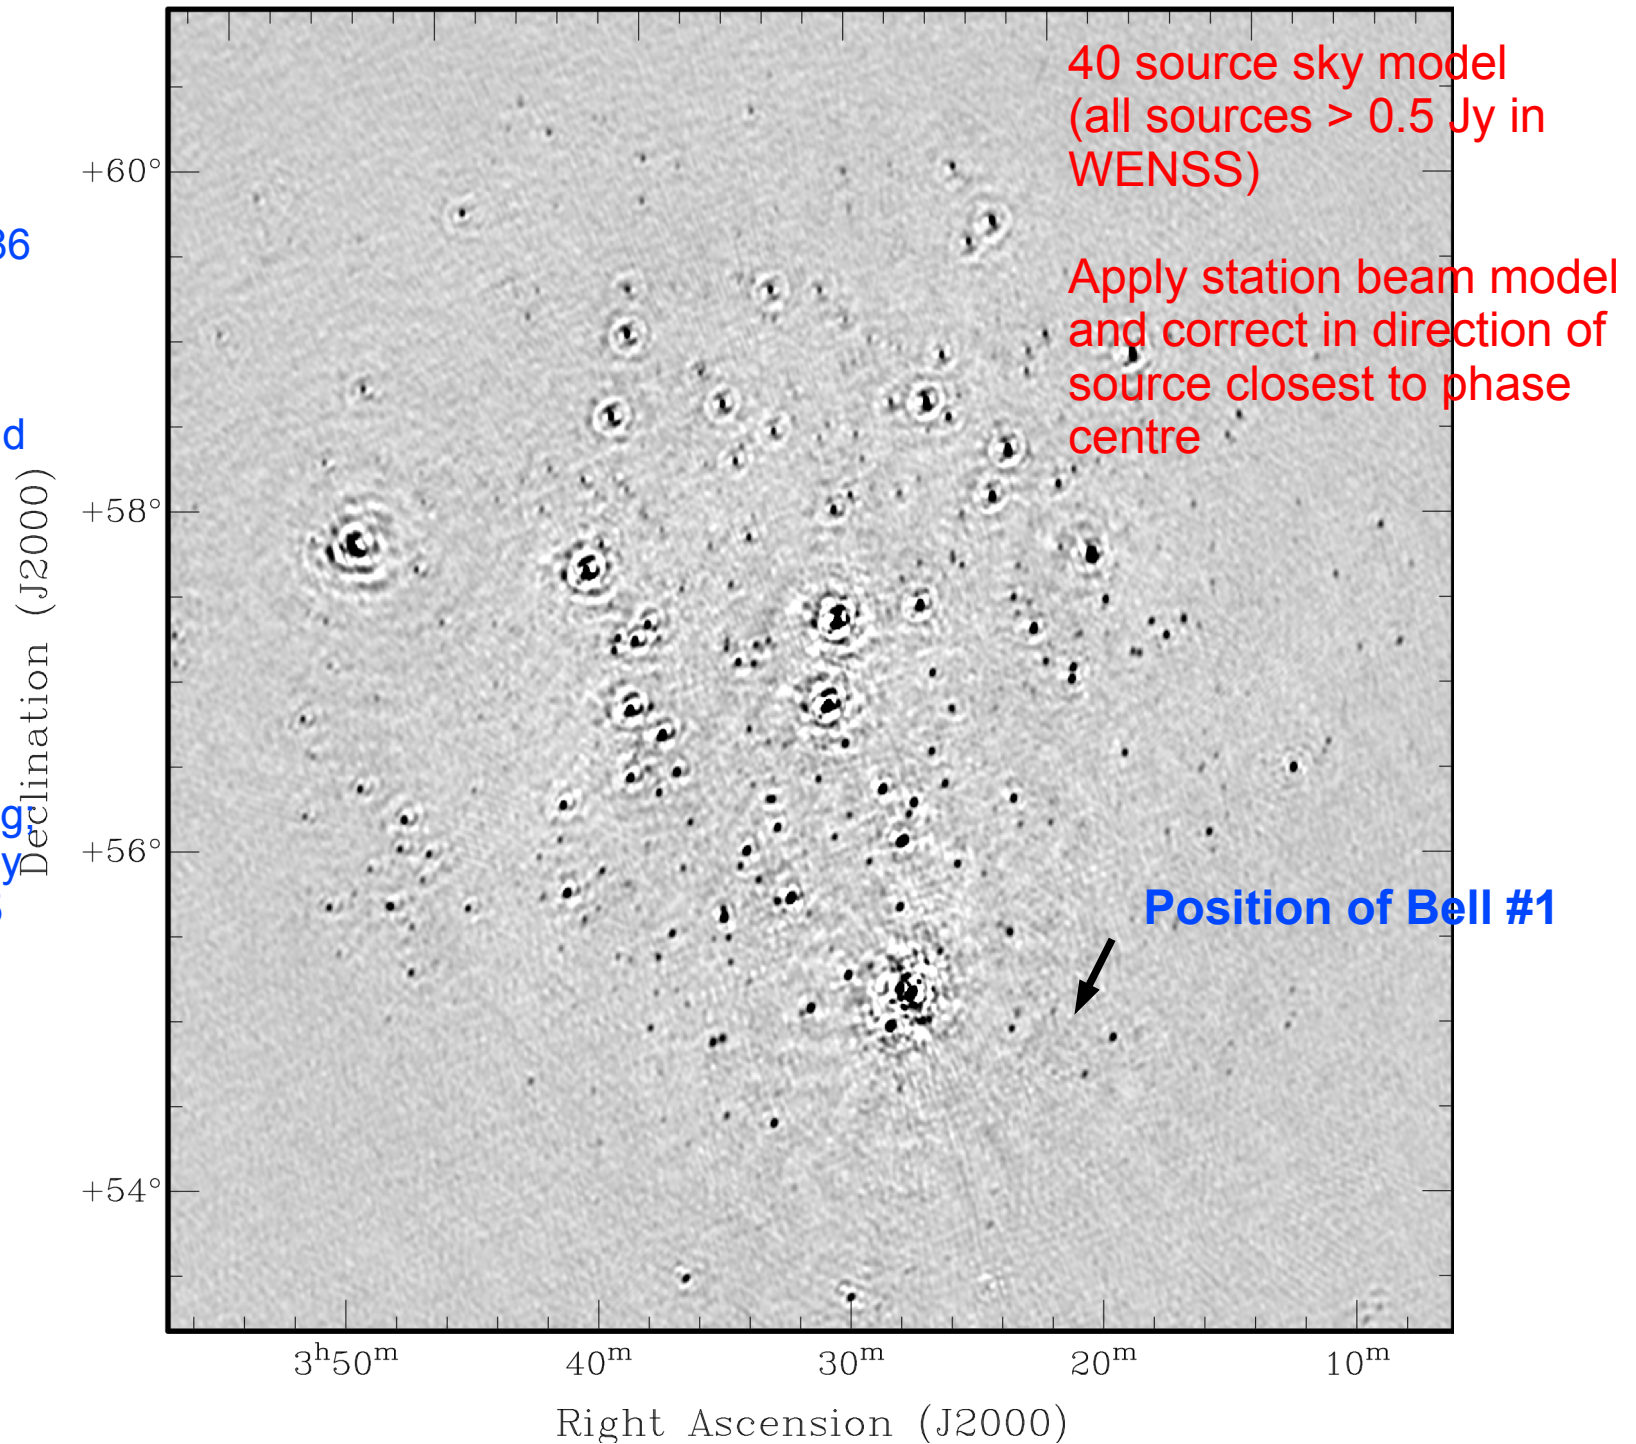 40 source sky model
(all sources > 0.5 Jy in
WENSS)
+60°
36
Apply station beam model
and correct in direction of
source closest to phase
centre
d
+58°
Declination (J2000)
g;
+56°
y
Position of Bell #1
+54°
3ʰ50ᵐ 40ᵐ 30ᵐ 20ᵐ 10ᵐ
Right Ascension (J2000)